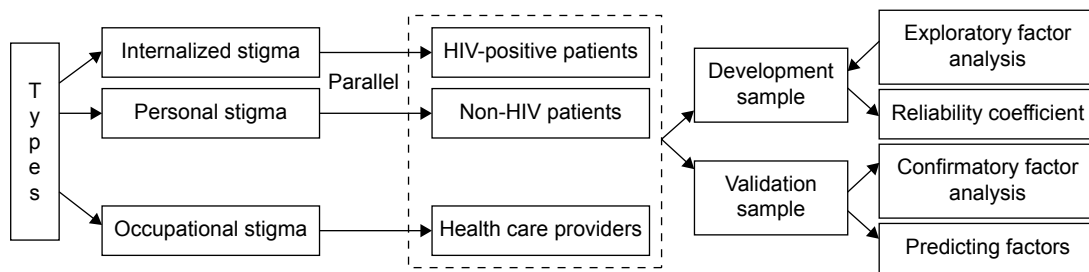 Types
Internalized stigma
Personal stigma
Occupational stigma
Parallel
HIV-positive patients
Non-HIV patients
Health care providers
Development
sample
Validation
sample
Exploratory factor
analysis
Reliability coefficient
Confirmatory factor
analysis
Predicting factors